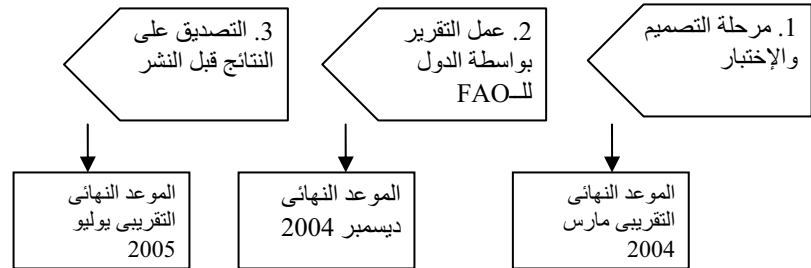 1. مرحلة التصميم
والإختبار
2. عمل التقرير
بواسطة الدول
للـFAO
3. التصديق على
النتائج قبل النشر
الموعد النهائى
التقريبى مارس
2004
الموعد النهائى
ديسمبر 2004
الموعد النهائى
التقريبى يوليو
2005